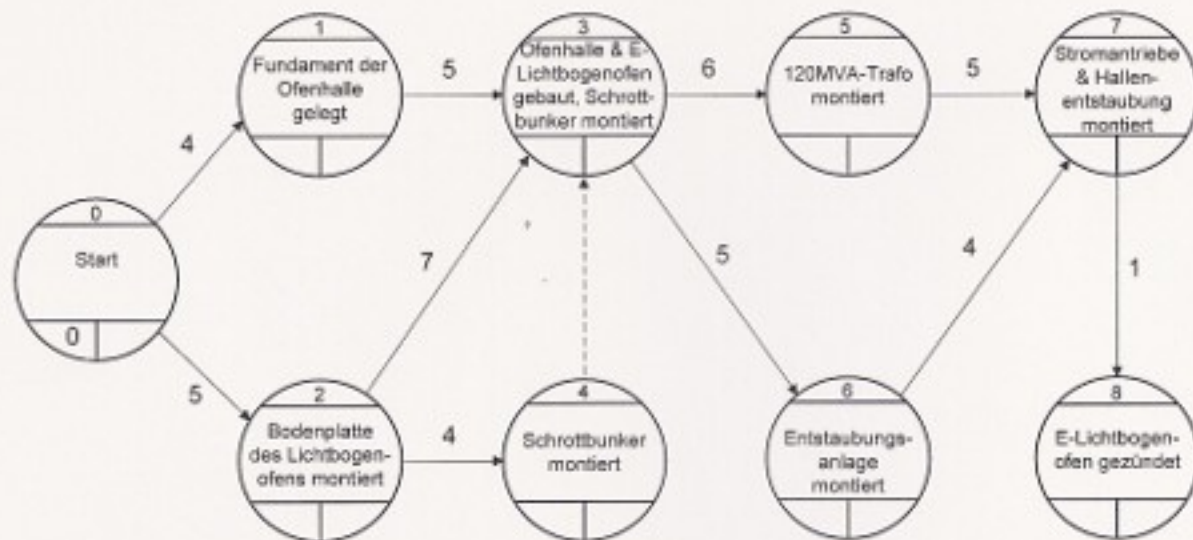 1
Fundament der
Ofenhalle
gelegt
5
3
Ofenhalle & E-
Lichtbogenofen
gebaut, Schrott-
bunker montiert
6
5
120MVA-Trafo
montiert
5
7
Stromantriebe
& Hallen-
entstaubung
montiert
4
0
Start
0
7
5
4
1
5
2
Bodenplatte
des Lichtbogen-
ofens montiert
4
4
Schrottbunker
montiert
6
Entstaubungs-
anlage
montiert
8
E-Lichtbogen-
ofen gezündet